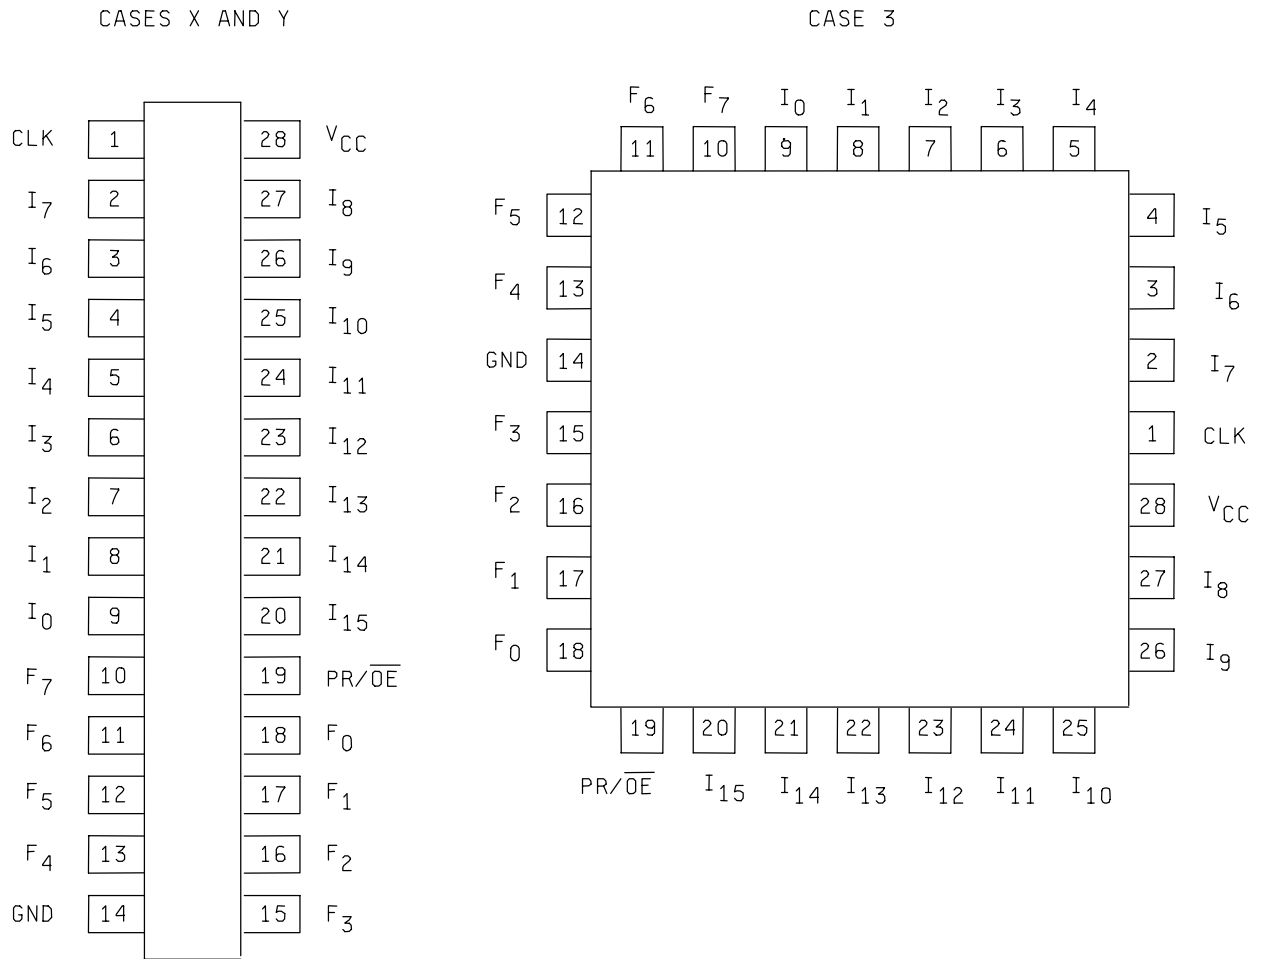 CASES X AND Y
CLK 1 28 VCC
I7 2 27 I8
I6 3 26 I9
I5 4 25 I10
I4 5 24 I11
I3 6 23 I12
I2 7 22 I13
I1 8 21 I14
I0 9 20 I15
F7 10 19 PR/O̅E̅
F6 11 18 F0
F5 12 17 F1
F4 13 16 F2
GND 14 15 F3
CASE 3
F6 F7 I0 I1 I2 I3 I4
11 10 9 8 7 6 5
F5 12 4 I5
F4 13 3 I6
GND 14 2 I7
F3 15 1 CLK
F2 16 28 VCC
F1 17 27 I8
F0 18 26 I9
19 20 21 22 23 24 25
PR/O̅E̅ I15 I14 I13 I12 I11 I10